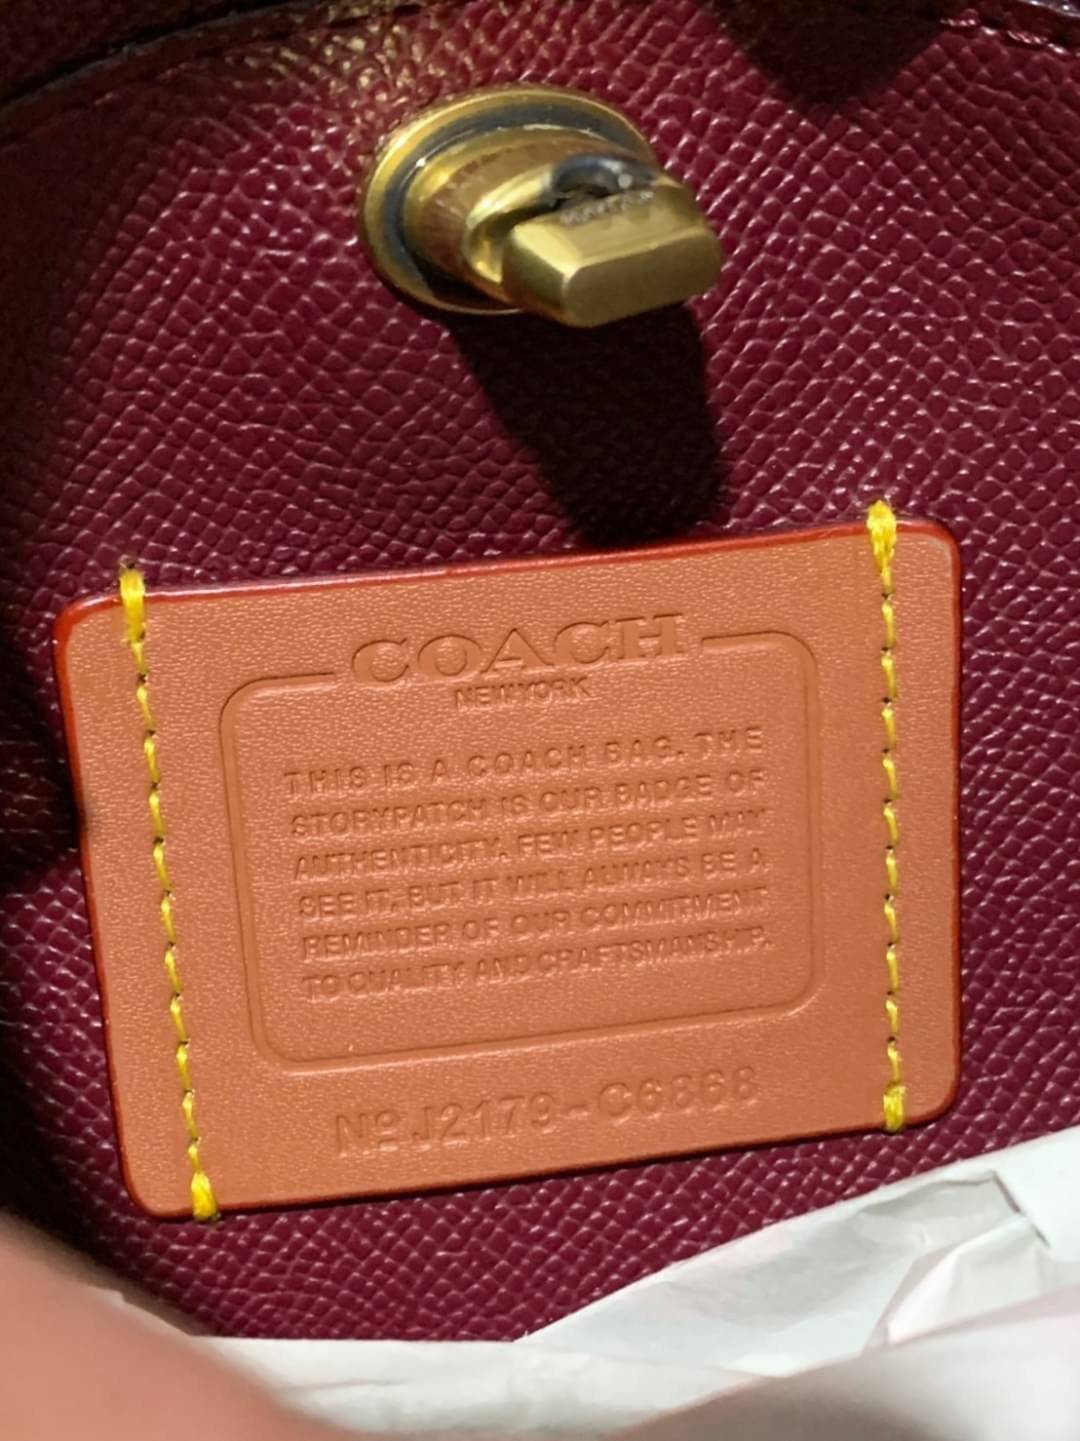 COACH
NEW YORK
THIS IS A COACH BAG. THE
STORYPATCH IS OUR BADGE OF
AUTHENTICITY. FEW PEOPLE MAY
SEE IT. BUT IT WILL ALWAYS BE A
REMINDER OF OUR COMMITMENT
TO QUALITY AND CRAFTSMANSHIP.
Nº J2179-C6868